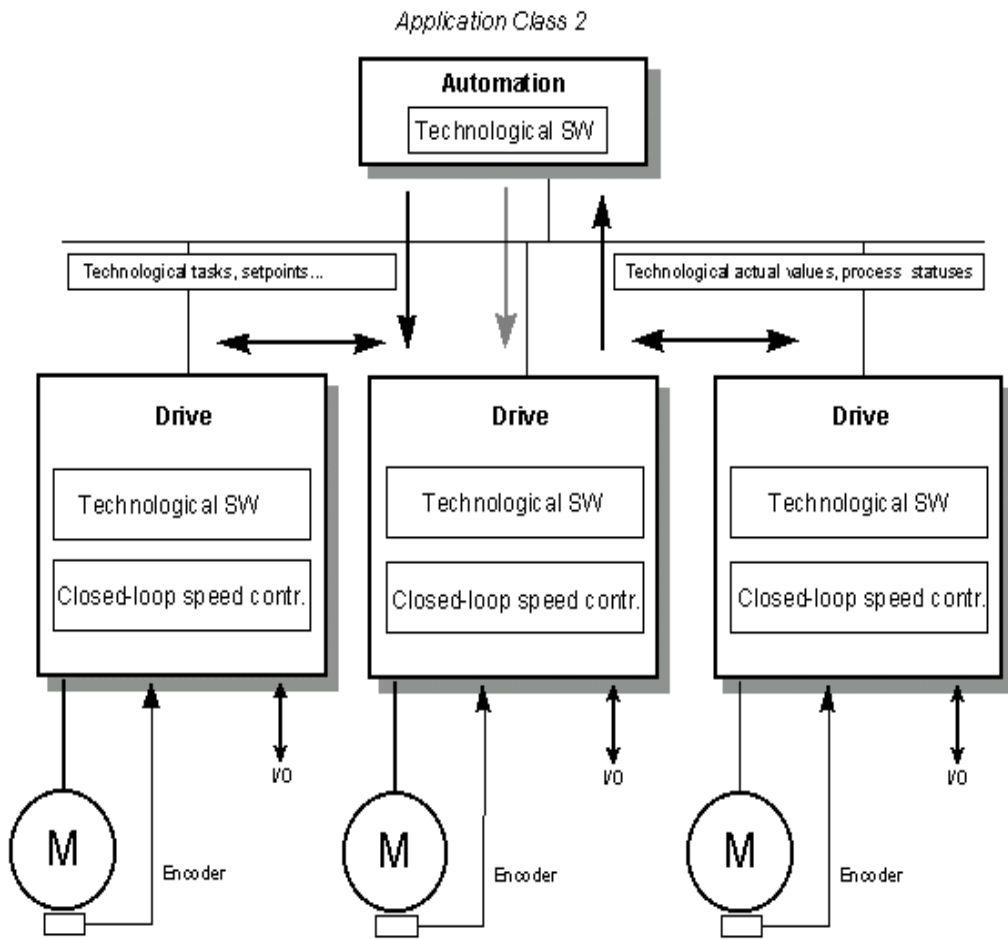 Application Class 2
Automation
Technological SW
Technological tasks, setpoints...
Technological actual values, process statuses
Drive
Drive
Drive
Technological SW
Technological SW
Technological SW
Closed-loop speed contr.
Closed-loop speed contr.
Closed-loop speed contr.
I/O
I/O
I/O
M
M
M
Encoder
Encoder
Encoder